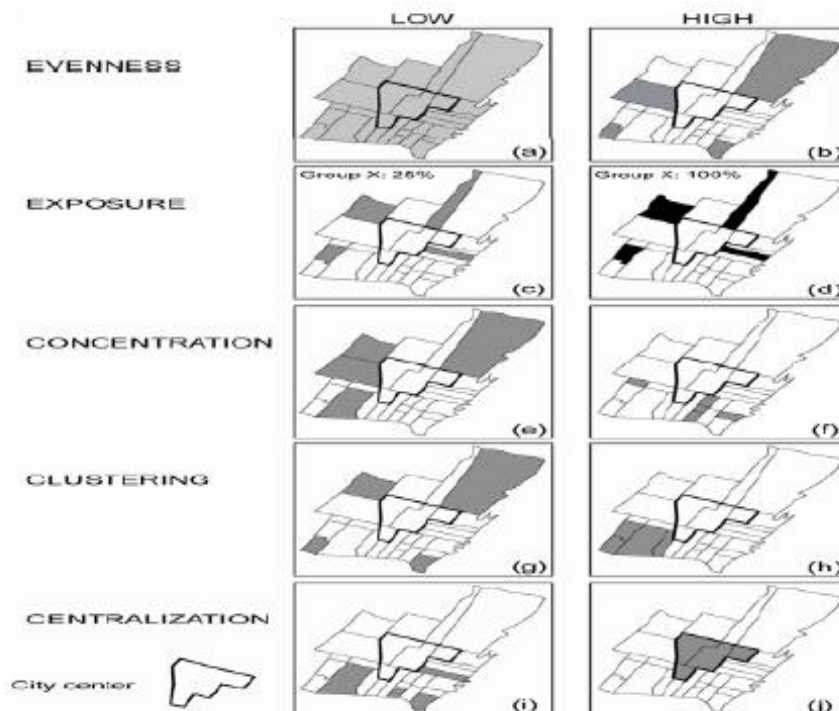 LOW HIGH
EVENNESS
(a) (b)
Group X: 25% Group X: 100%
EXPOSURE
(c) (d)
CONCENTRATION
(e) (f)
CLUSTERING
(g) (h)
CENTRALIZATION
City center
(i) (j)